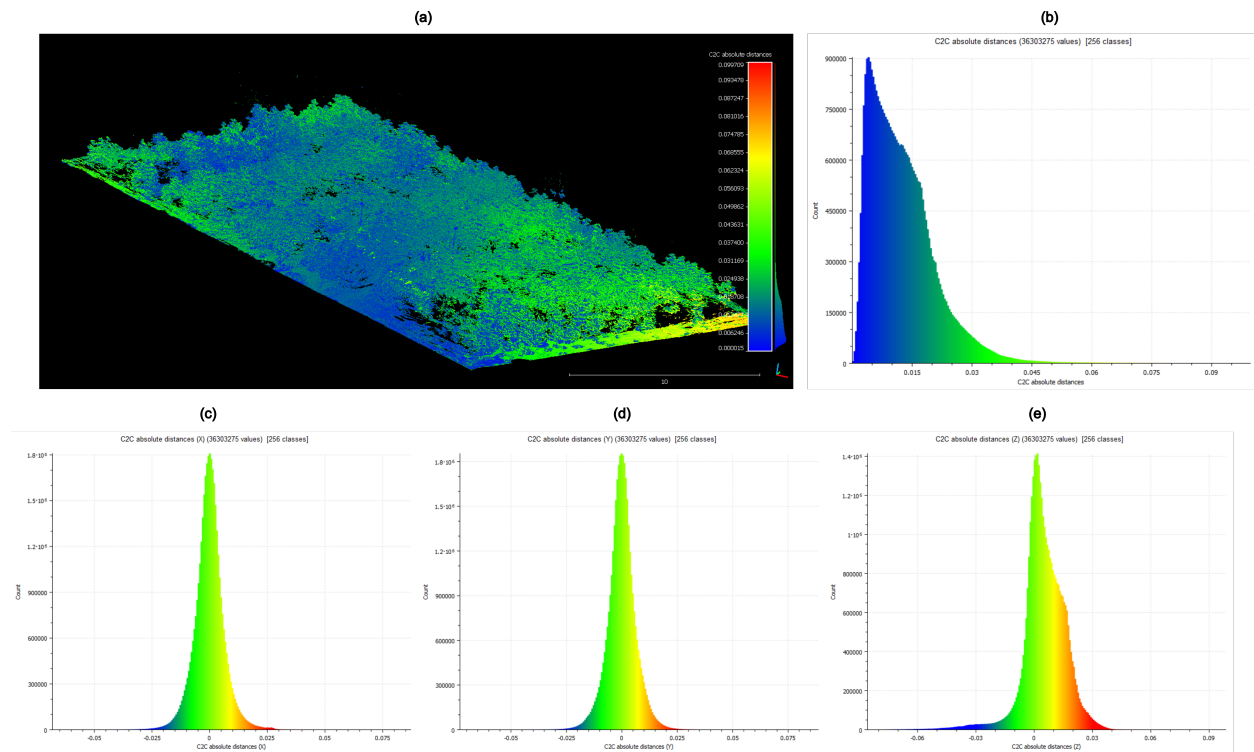 (a)
C2C absolute distances
0.099709
0.093478
0.087247
0.081016
0.074785
0.068555
0.062324
0.056093
0.049862
0.043631
0.037400
0.031169
0.024938
0.018708
0.006246
0.000015
10
(b)
C2C absolute distances (36303275 values) [256 classes]
900000
750000
600000
450000
300000
150000
0
Count
0.015 0.03 0.045 0.06 0.075 0.09
C2C absolute distances
(c)
C2C absolute distances (X) (36303275 values) [256 classes]
1.8·10⁶
1.5·10⁶
1.2·10⁶
900000
600000
300000
0
Count
-0.05 -0.025 0 0.025 0.05 0.075
C2C absolute distances (X)
(d)
C2C absolute distances (Y) (36303275 values) [256 classes]
1.8·10⁶
1.5·10⁶
1.2·10⁶
900000
600000
300000
0
Count
-0.05 -0.025 0 0.025 0.05 0.075
C2C absolute distances (Y)
(e)
C2C absolute distances (Z) (36303275 values) [256 classes]
1.4·10⁶
1.2·10⁶
1·10⁶
800000
600000
400000
200000
0
Count
-0.06 -0.03 0 0.03 0.06 0.09
C2C absolute distances (Z)